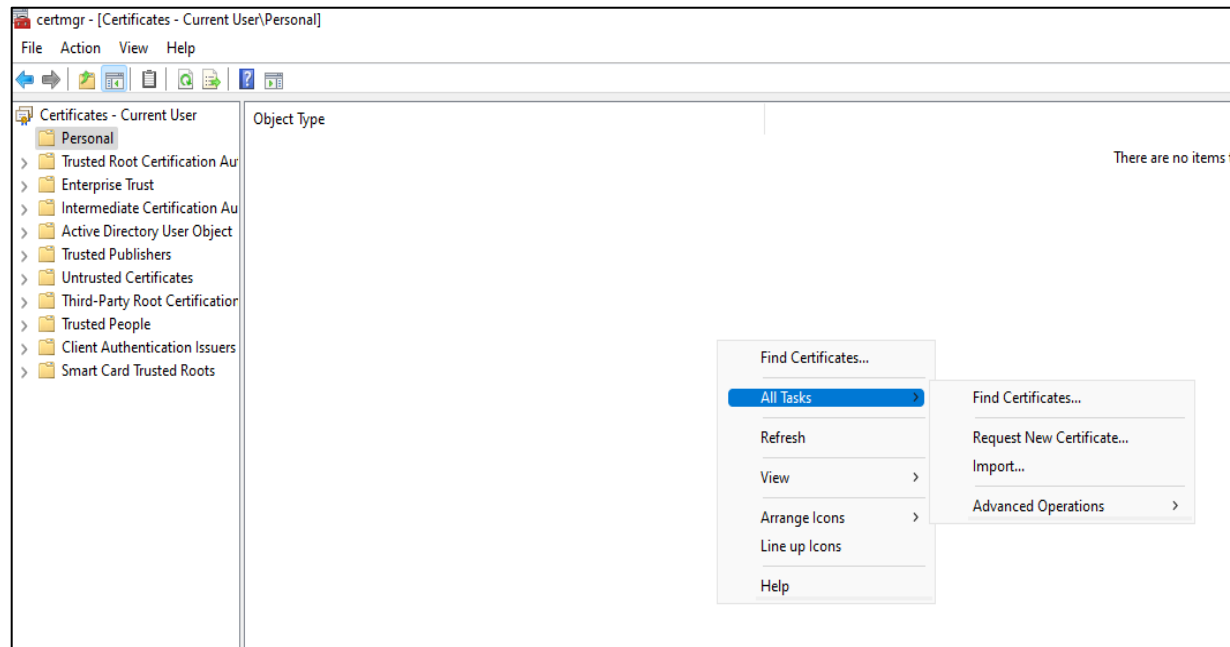 certmgr - [Certificates - Current User\Personal]
File Action View Help
Certificates - Current User
Personal
Trusted Root Certification Au
Enterprise Trust
Intermediate Certification Au
Active Directory User Object
Trusted Publishers
Untrusted Certificates
Third-Party Root Certification
Trusted People
Client Authentication Issuers
Smart Card Trusted Roots
Object Type
There are no items
Find Certificates...
All Tasks
Refresh
View
Arrange Icons
Line up Icons
Help
Find Certificates...
Request New Certificate...
Import...
Advanced Operations